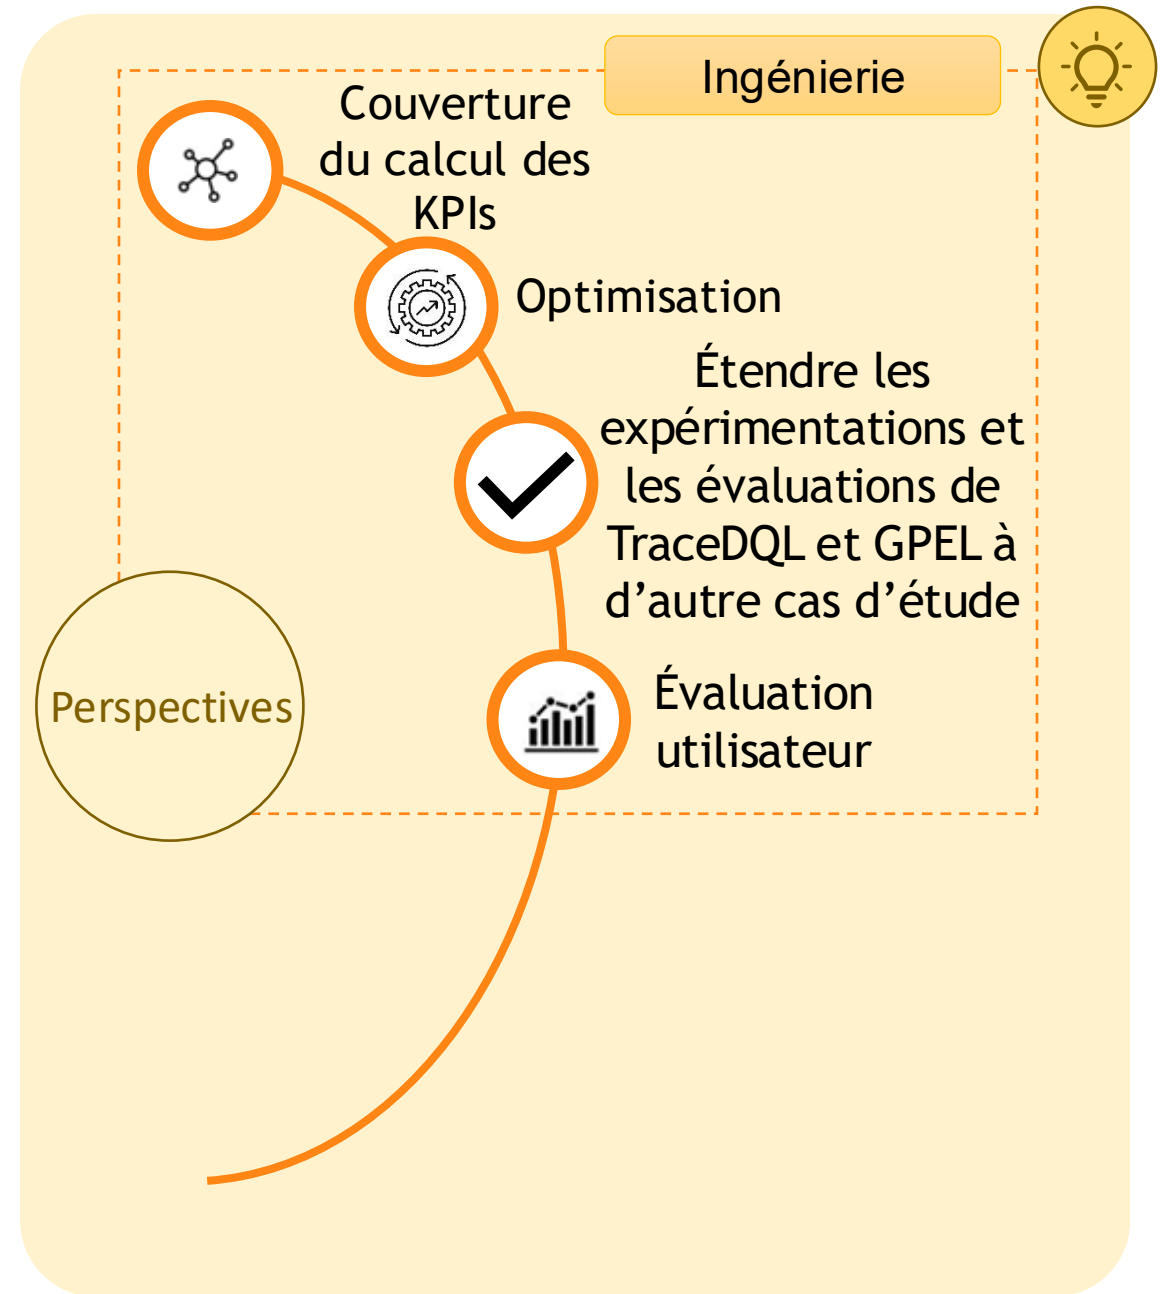 Ingénierie
Couverture
du calcul des
KPIs
Optimisation
Étendre les
expérimentations et
les évaluations de
TraceDQL et GPEL à
d’autre cas d’étude
Perspectives
Évaluation
utilisateur